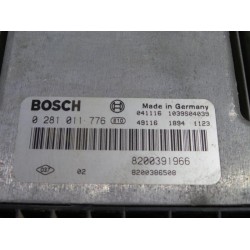 BOSCH
Made in Germany
041116 1039S04039
0 281 011 776
49116 1894 1123
8200391966
02 8200386508